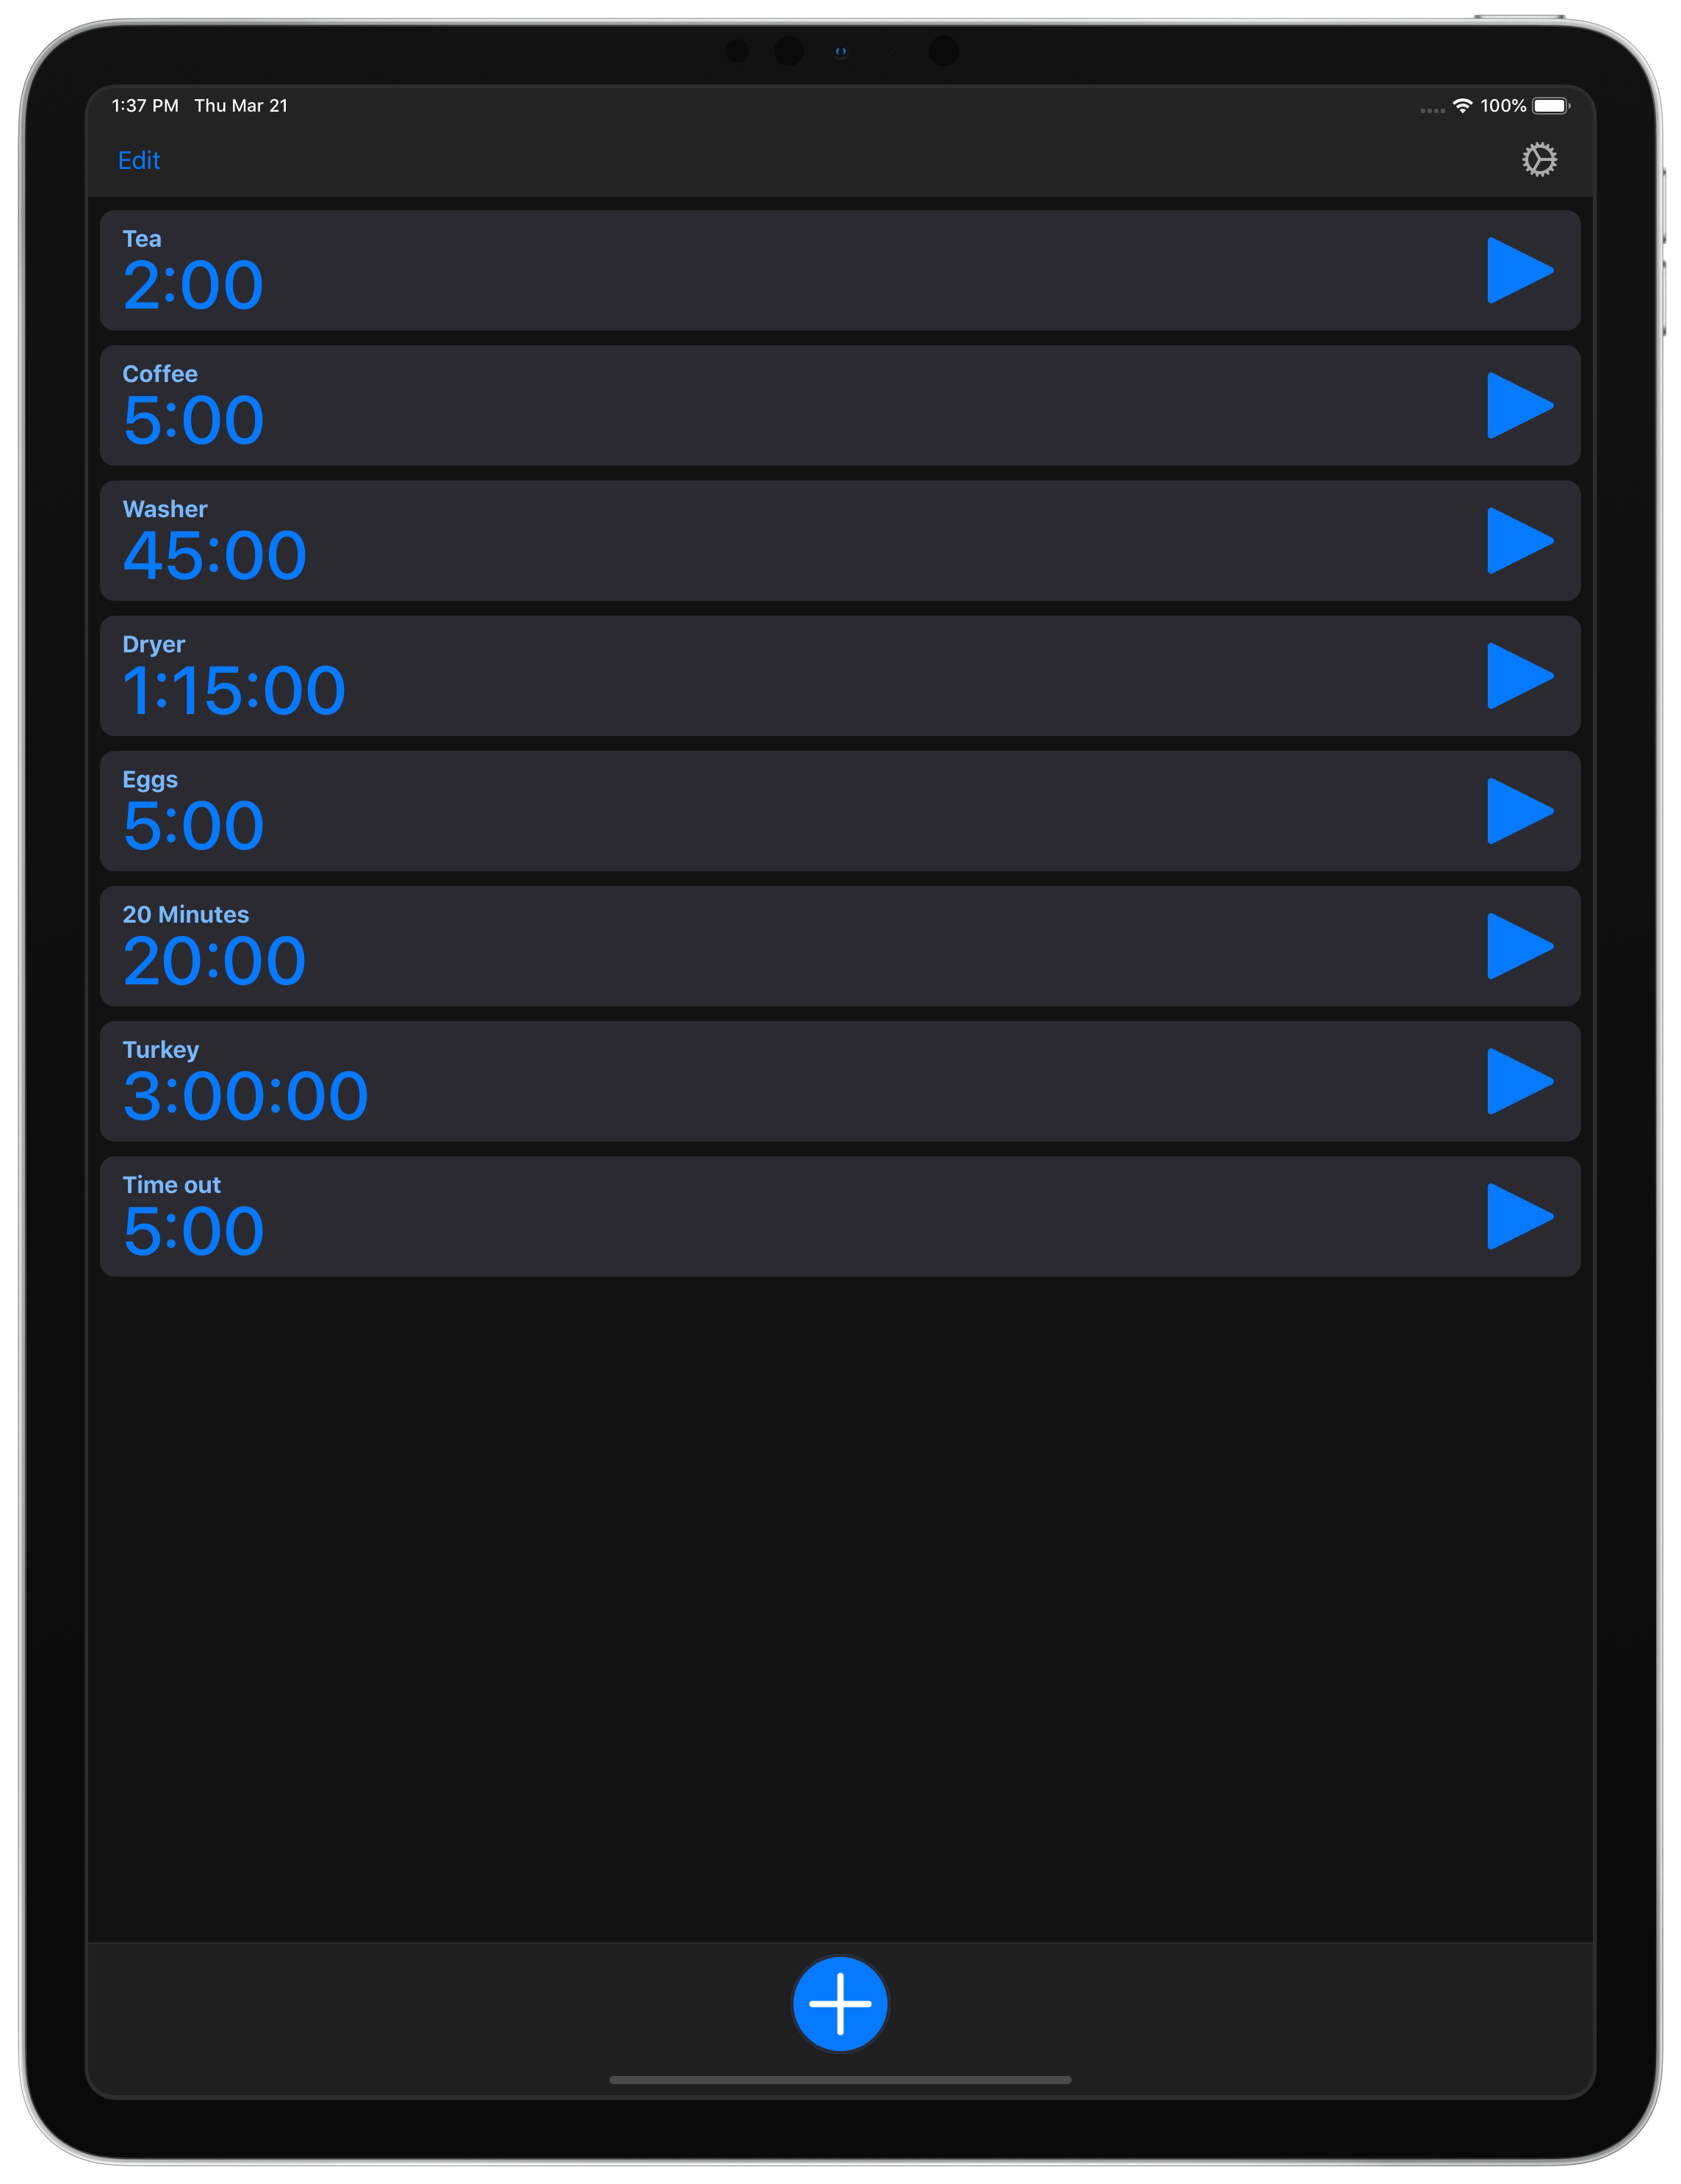 1:37 PM Thu Mar 21 100%
Edit
Tea
2:00
Coffee
5:00
Washer
45:00
Dryer
1:15:00
Eggs
5:00
20 Minutes
20:00
Turkey
3:00:00
Time out
5:00